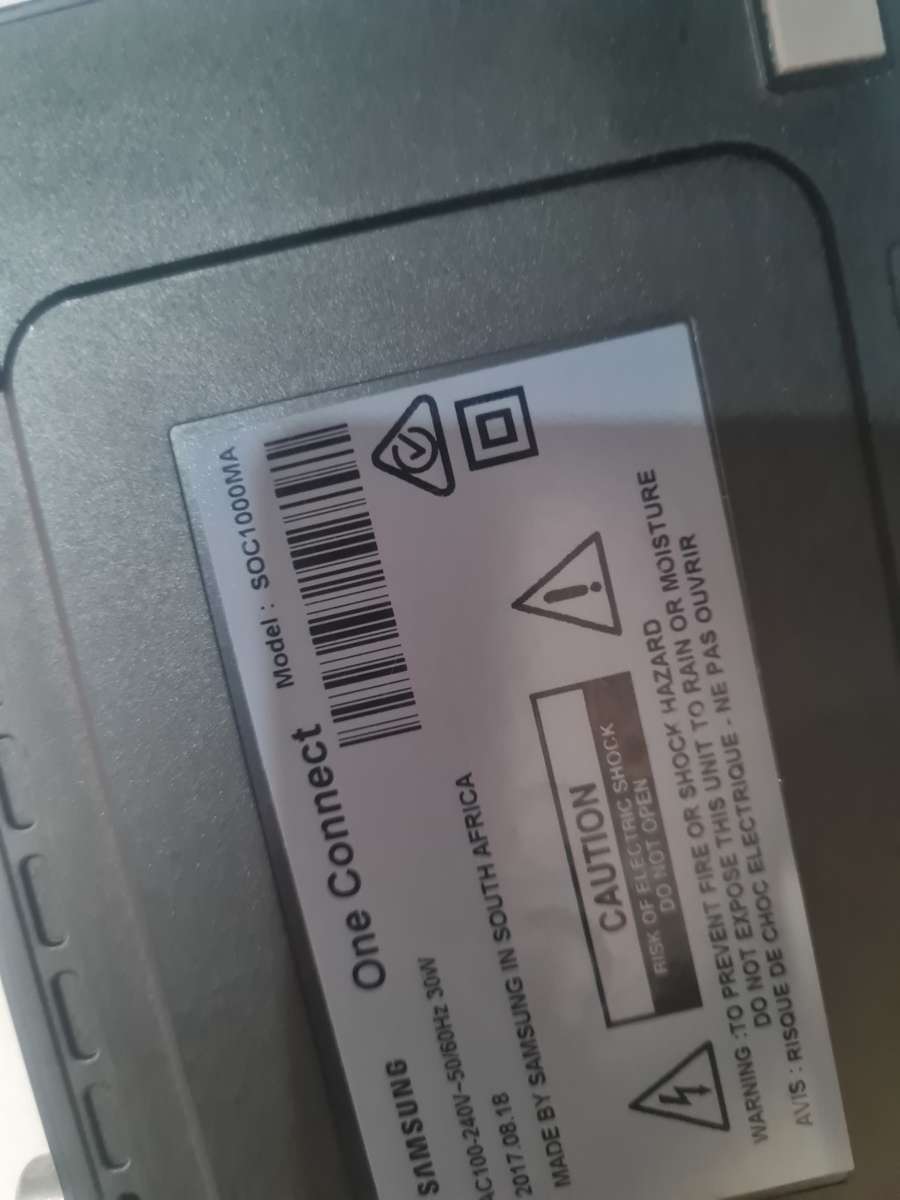 SAMSUNG One Connect Model : SOC1000MA
AC100-240V~50/60Hz 30W
2017.08.18
MADE BY SAMSUNG IN SOUTH AFRICA
CAUTION
RISK OF ELECTRIC SHOCK
DO NOT OPEN
WARNING :TO PREVENT FIRE OR SHOCK HAZARD
DO NOT EXPOSE THIS UNIT TO RAIN OR MOISTURE
AVIS : RISQUE DE CHOC ELECTRIQUE - NE PAS OUVRIR